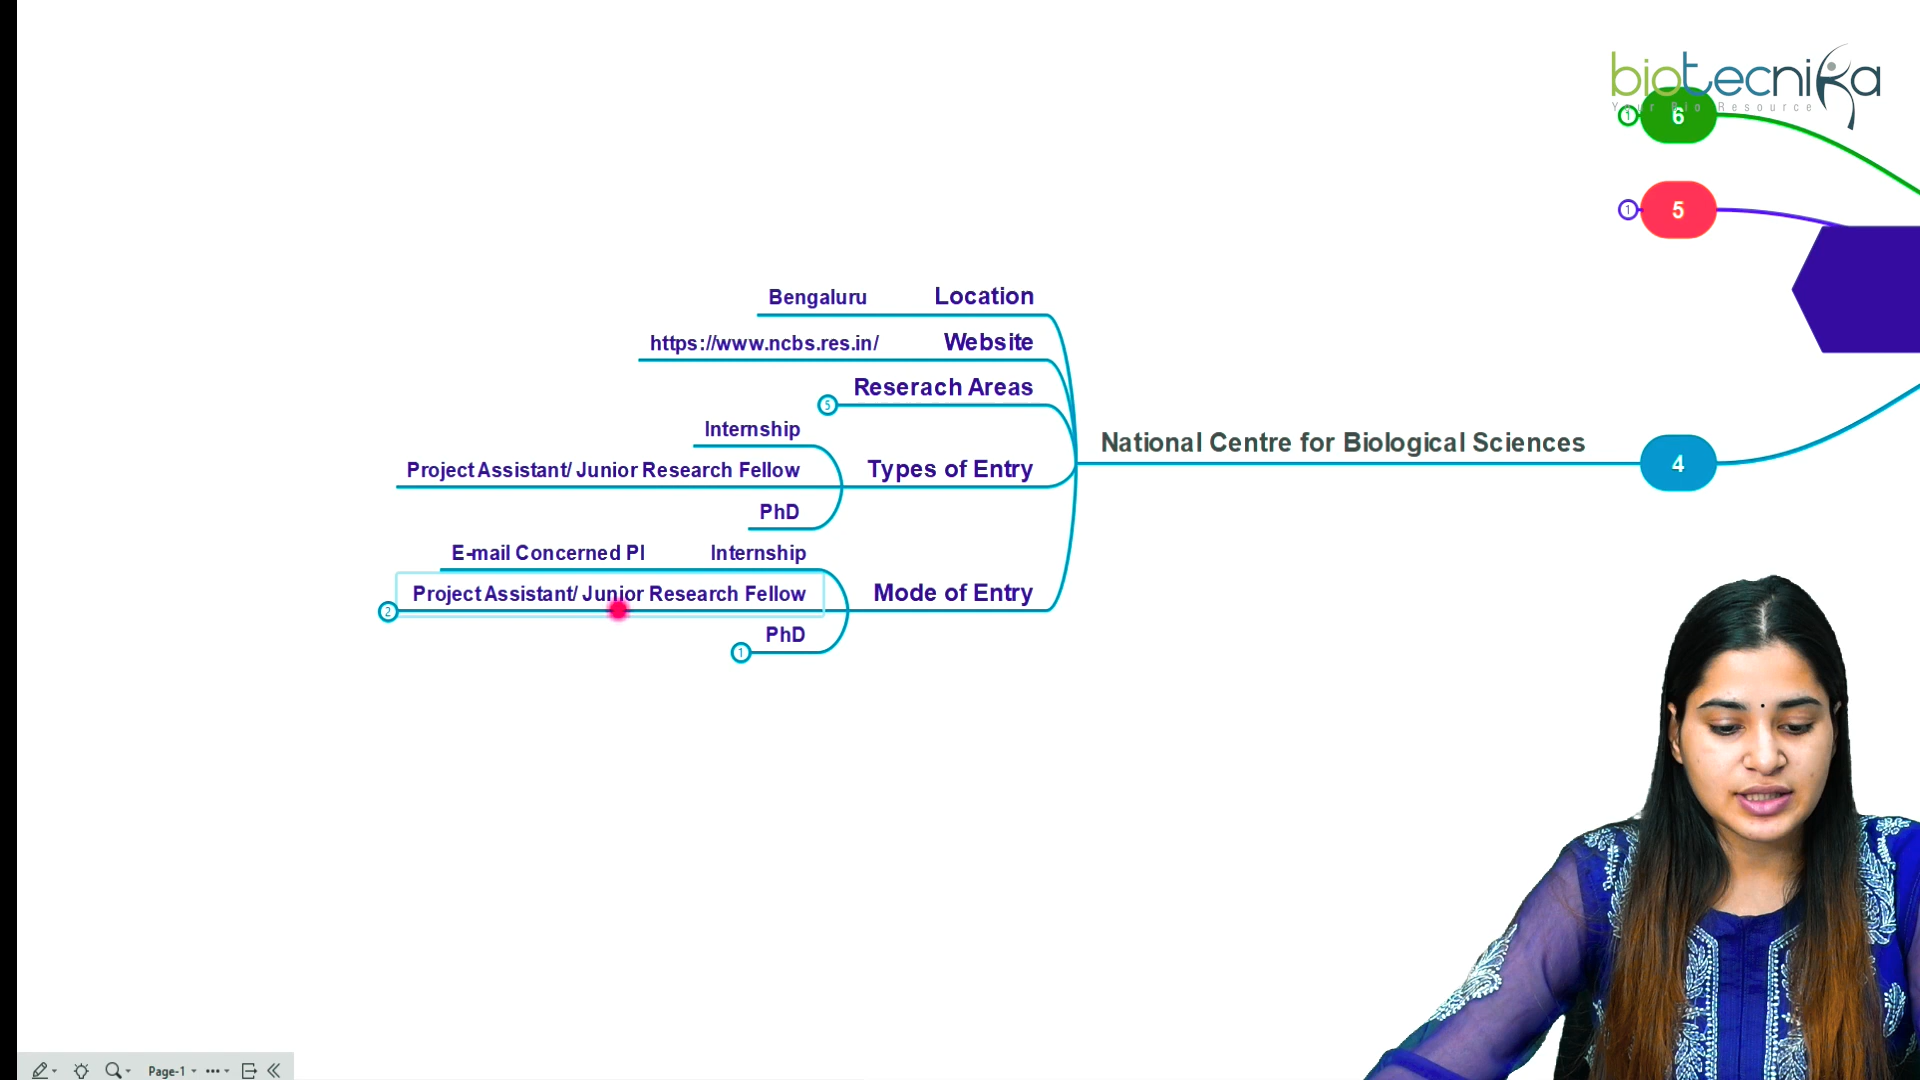 biotecnika
Your Bio Resource
1 6
1 5
Bengaluru Location
https://www.ncbs.res.in/ Website
5 Reserach Areas
Internship
Project Assistant/ Junior Research Fellow Types of Entry
PhD
National Centre for Biological Sciences 4
E-mail Concerned PI Internship
2 Project Assistant/ Junior Research Fellow Mode of Entry
1 PhD
Page-1